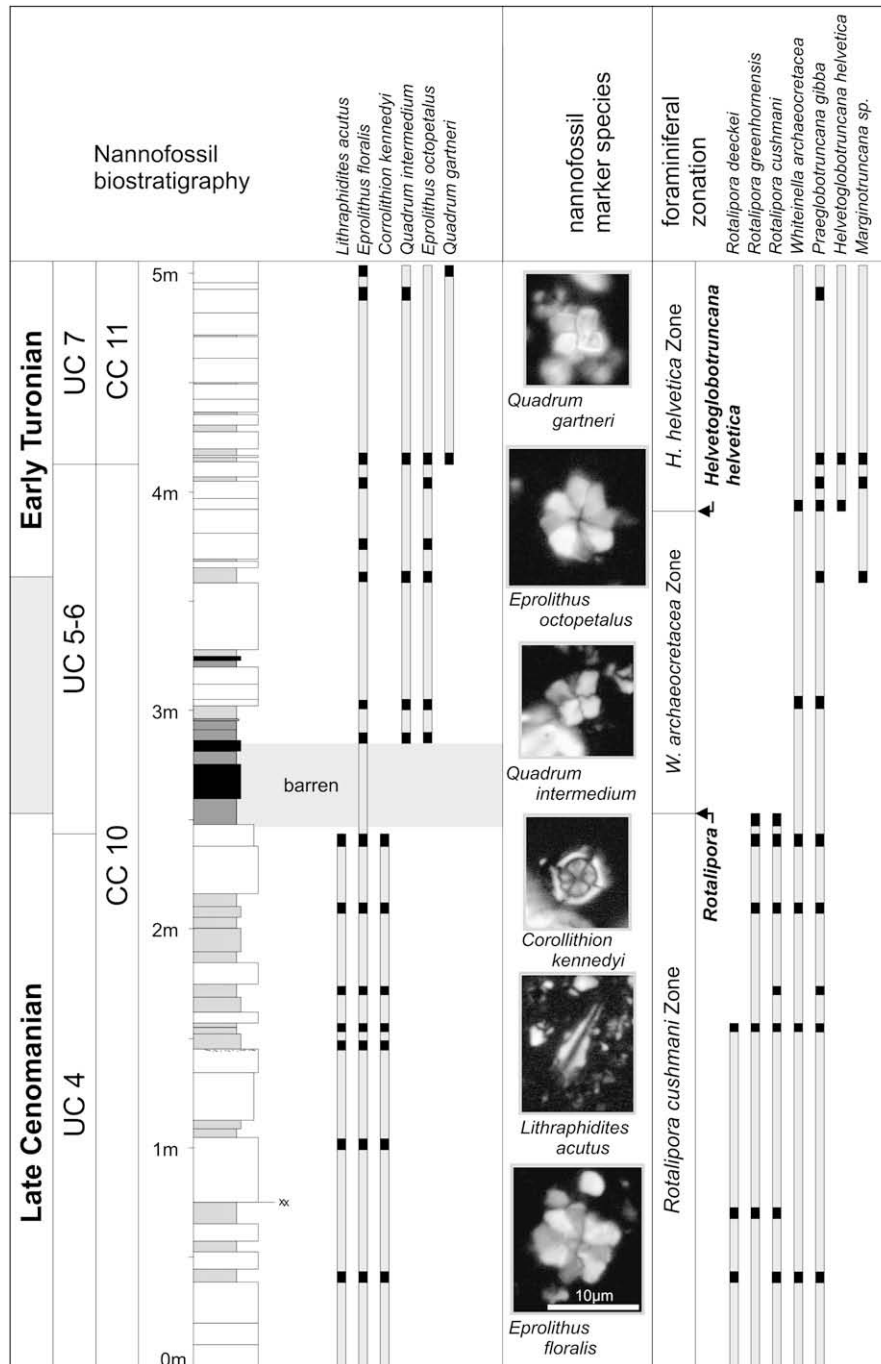 Nannofossil
biostratigraphy
Lithraphidites acutus
Eprolithus floralis
Corrolithion kennedyi
Quadrum intermedium
Eprolithus octopetalus
Quadrum gartneri
nannofossil
marker species
foraminiferal
zonation
Rotalipora deeckei
Rotalipora greenhornensis
Rotalipora cushmani
Whiteinella archaeocretacea
Praeglobotruncana gibba
Helvetoglobotruncana helvetica
Marginotruncana sp.
Early Turonian
Late Cenomanian
UC 7
UC 5-6
UC 4
CC 11
CC 10
5m
4m
3m
2m
1m
0m
barren
xx
Quadrum
gartneri
Eprolithus
octopetalus
Quadrum
intermedium
Corollithion
kennedyi
Lithraphidites
acutus
10µm
Eprolithus
floralis
H. helvetica Zone
W. archaeocretacea Zone
Rotalipora cushmani Zone
Helvetoglobotruncana
helvetica
Rotalipora